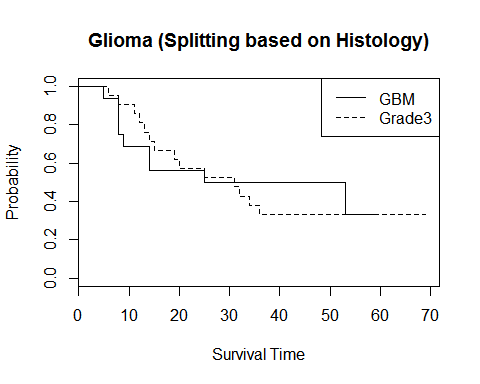 Glioma (Splitting based on Histology)
GBM
Grade3
1.0
0.8
0.6
0.4
0.2
0.0
Probability
0 10 20 30 40 50 60 70
Survival Time